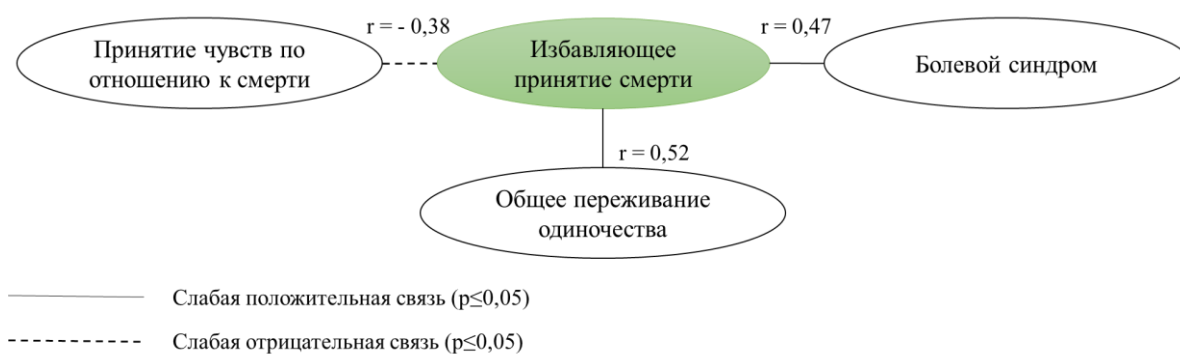 r = - 0,38
r = 0,47
Принятие чувств по
отношению к смерти
Избавляющее
принятие смерти
Болевой синдром
r = 0,52
Общее переживание
одиночества
Слабая положительная связь (p≤0,05)
Слабая отрицательная связь (p≤0,05)